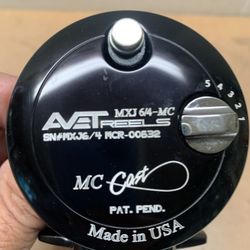 MXJ 6/4-MC
AVET
REELS
SN#MXJ6/4 MCR-00532
5
4
3
2
1
MC Cast
PAT. PEND.
Made in USA